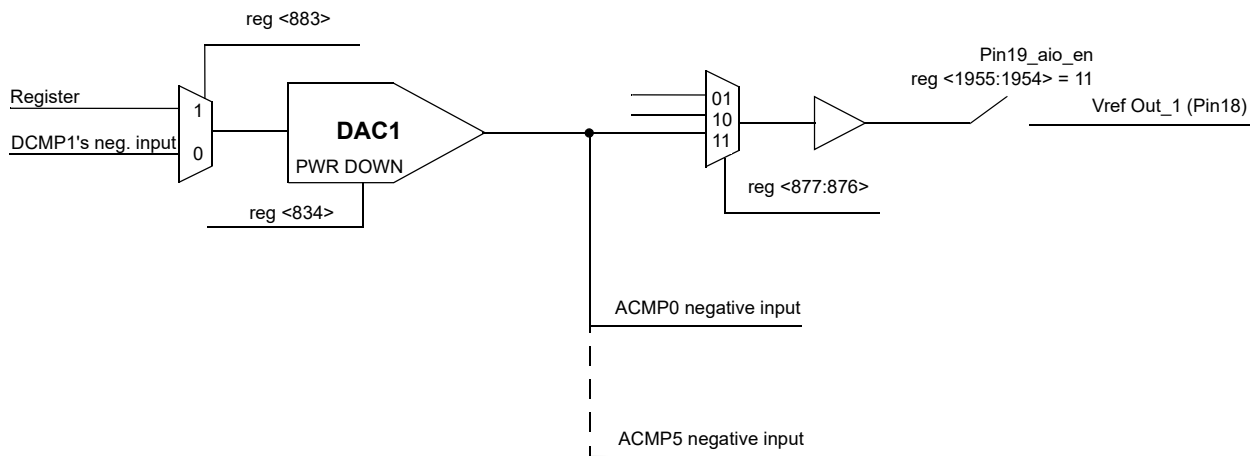 reg <883>
Register
1
DCMP1's neg. input
0
DAC1
PWR DOWN
reg <834>
01
10
11
reg <877:876>
Pin19_aio_en
reg <1955:1954> = 11
Vref Out_1 (Pin18)
ACMP0 negative input
ACMP5 negative input